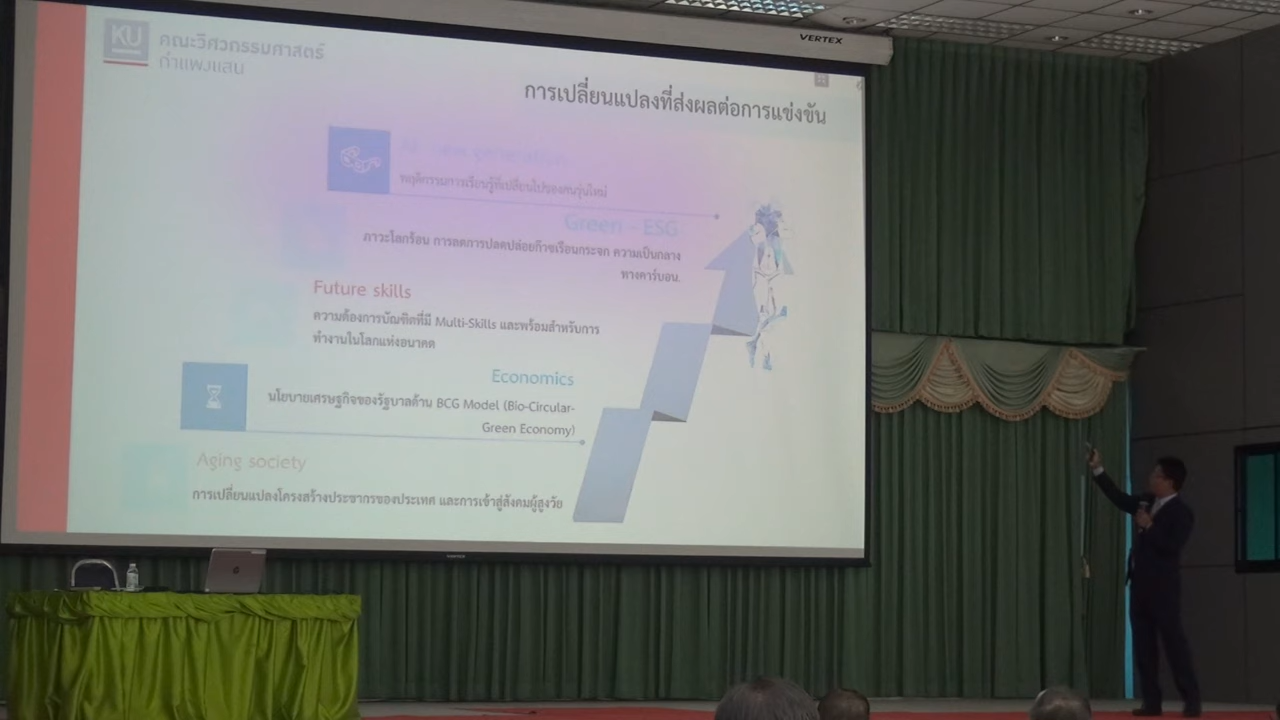 KU
คณะวิศวกรรมศาสตร์
กำแพงแสน
VERTEX
การเปลี่ยนแปลงที่ส่งผลต่อการแข่งขัน
พฤติกรรมการเรียนรู้ที่เปลี่ยนไปของคนรุ่นใหม่
Green - ESG
ภาวะโลกร้อน การลดการปลดปล่อยก๊าซเรือนกระจก ความเป็นกลาง
ทางคาร์บอน.
Future skills
ความต้องการบัณฑิตที่มี Multi-Skills และพร้อมสำหรับการ
ทำงานในโลกแห่งอนาคต
Economics
นโยบายเศรษฐกิจของรัฐบาลด้าน BCG Model (Bio-Circular-
Green Economy)
Aging society
การเปลี่ยนแปลงโครงสร้างประชากรของประเทศ และการเข้าสู่สังคมผู้สูงวัย